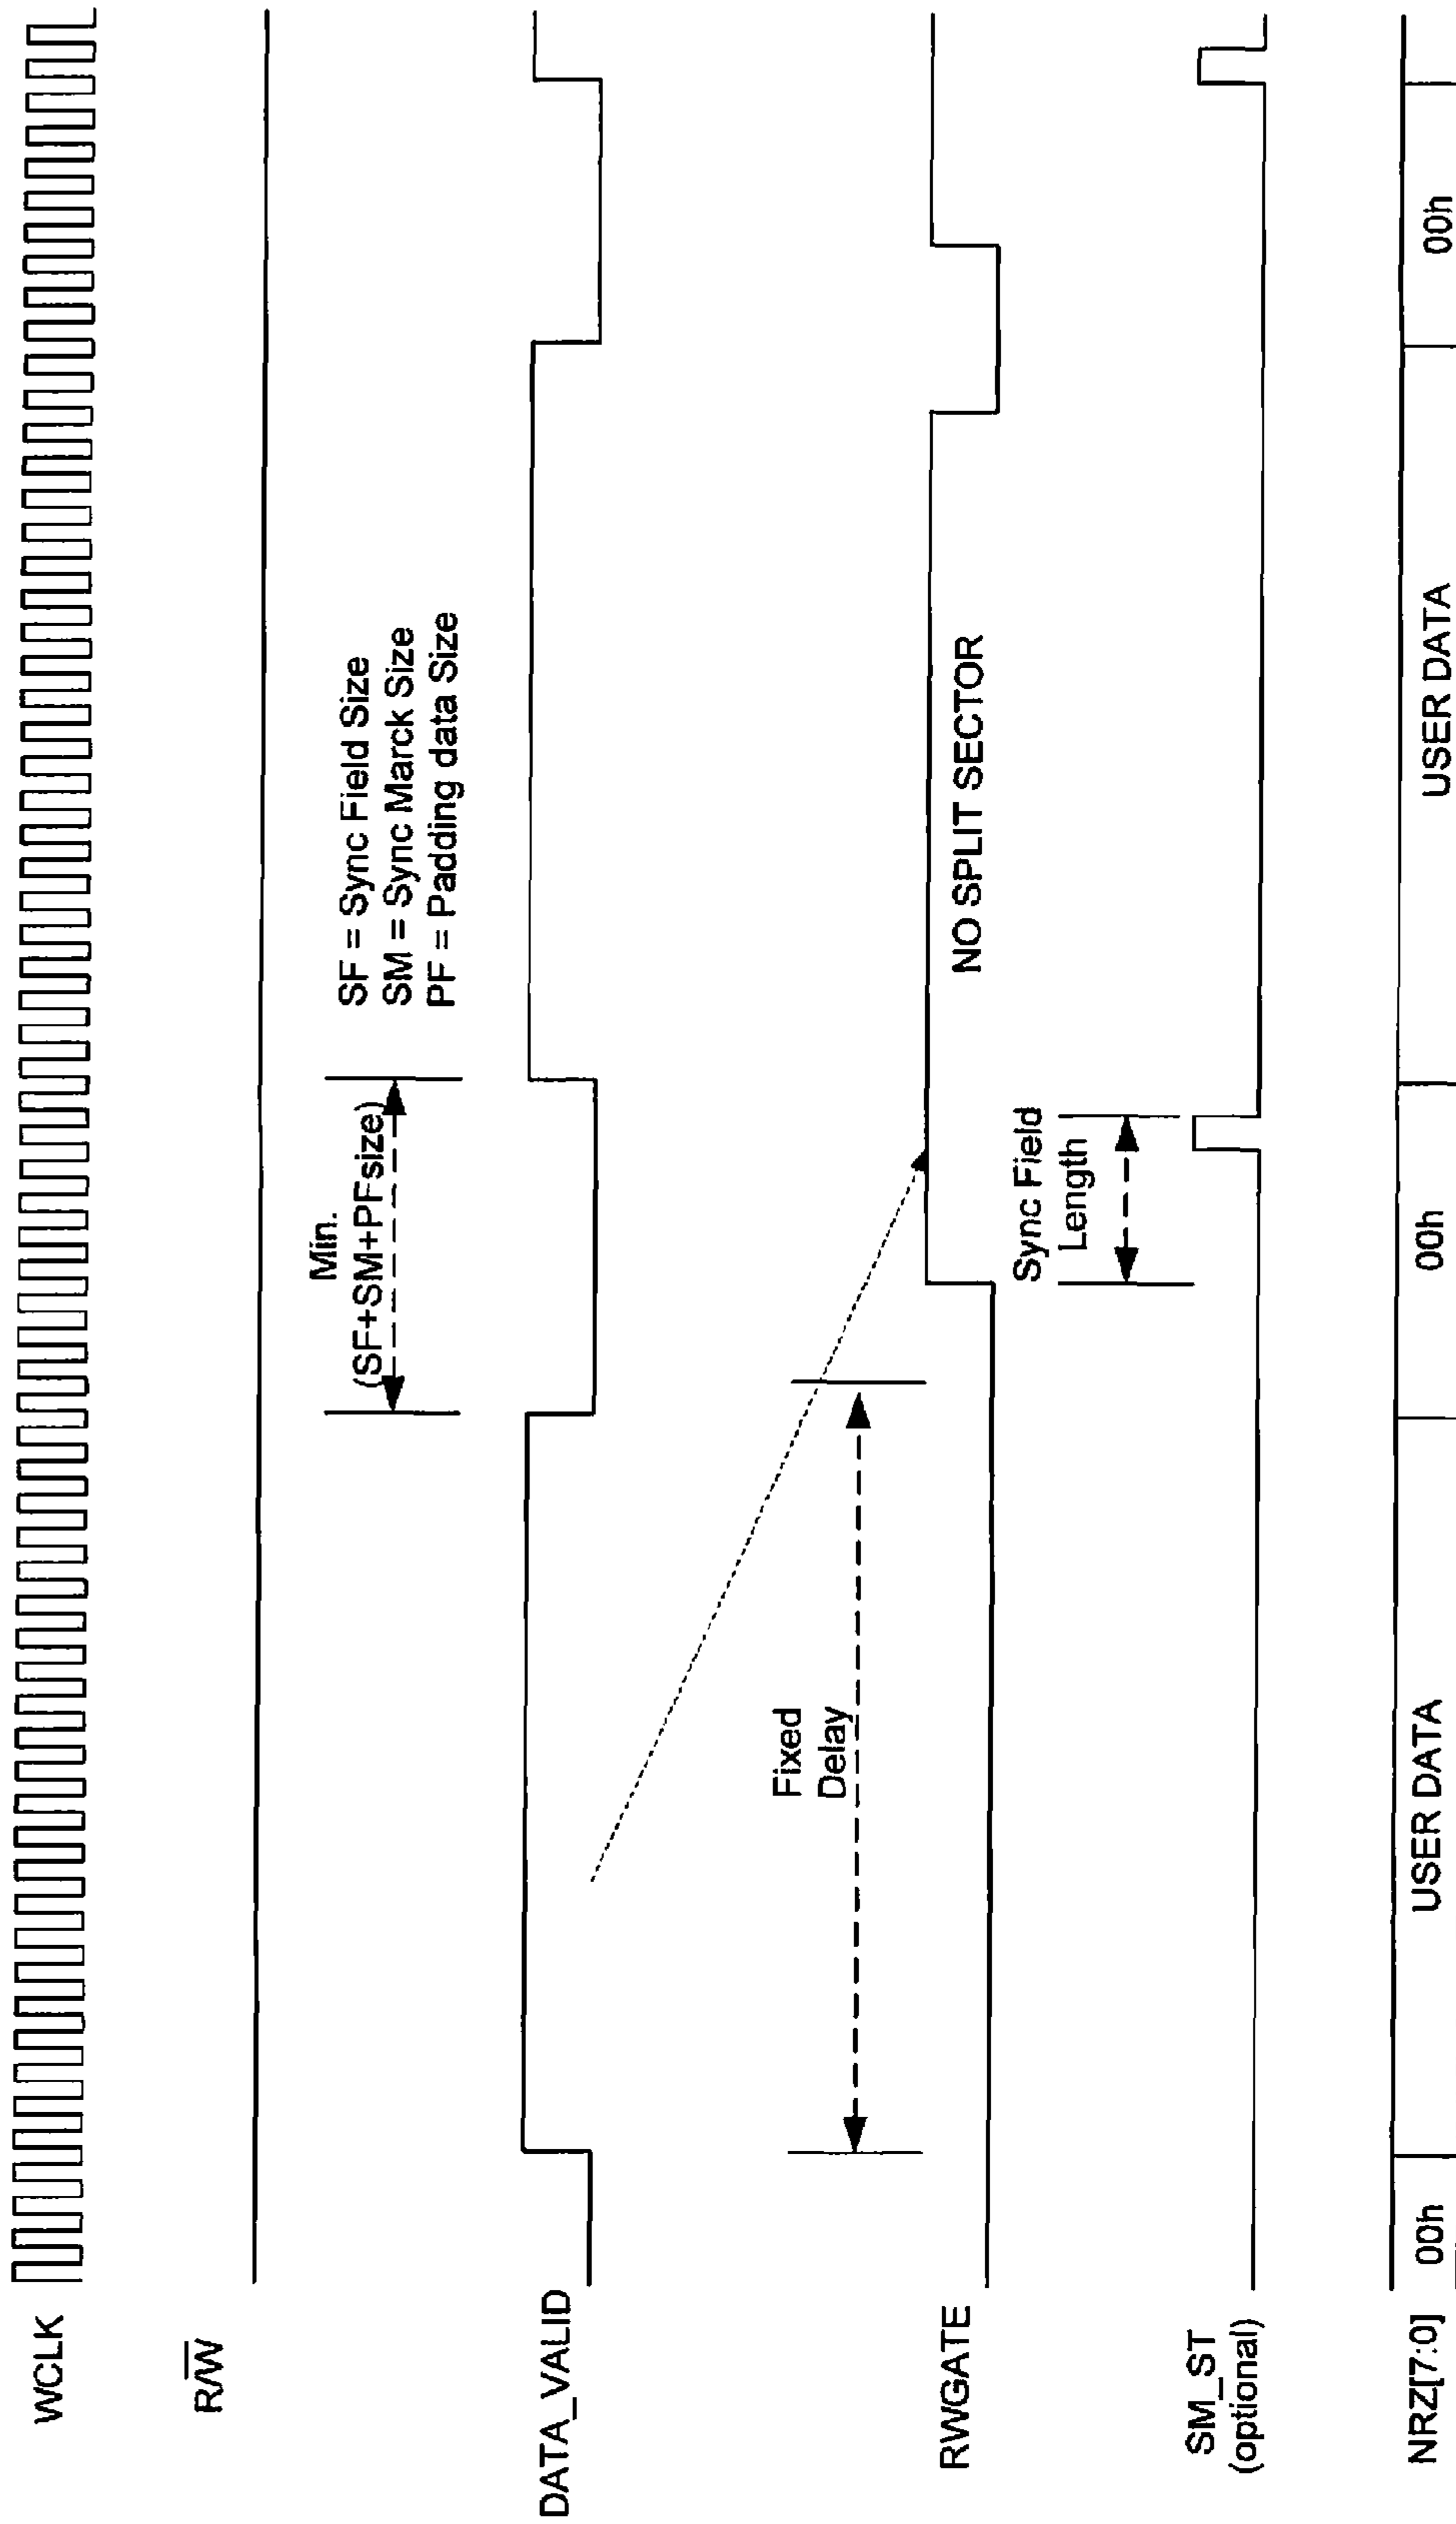 WCLK
R/W
Min.
(SF+SM+PFsize)
SF = Sync Field Size
SM = Sync Marck Size
PF = Padding data Size
DATA_VALID
Fixed
Delay
RWGATE
NO SPLIT SECTOR
Sync Field
Length
SM_ST
(optional)
NRZ[7:0]
00h
USER DATA
00h
USER DATA
00h